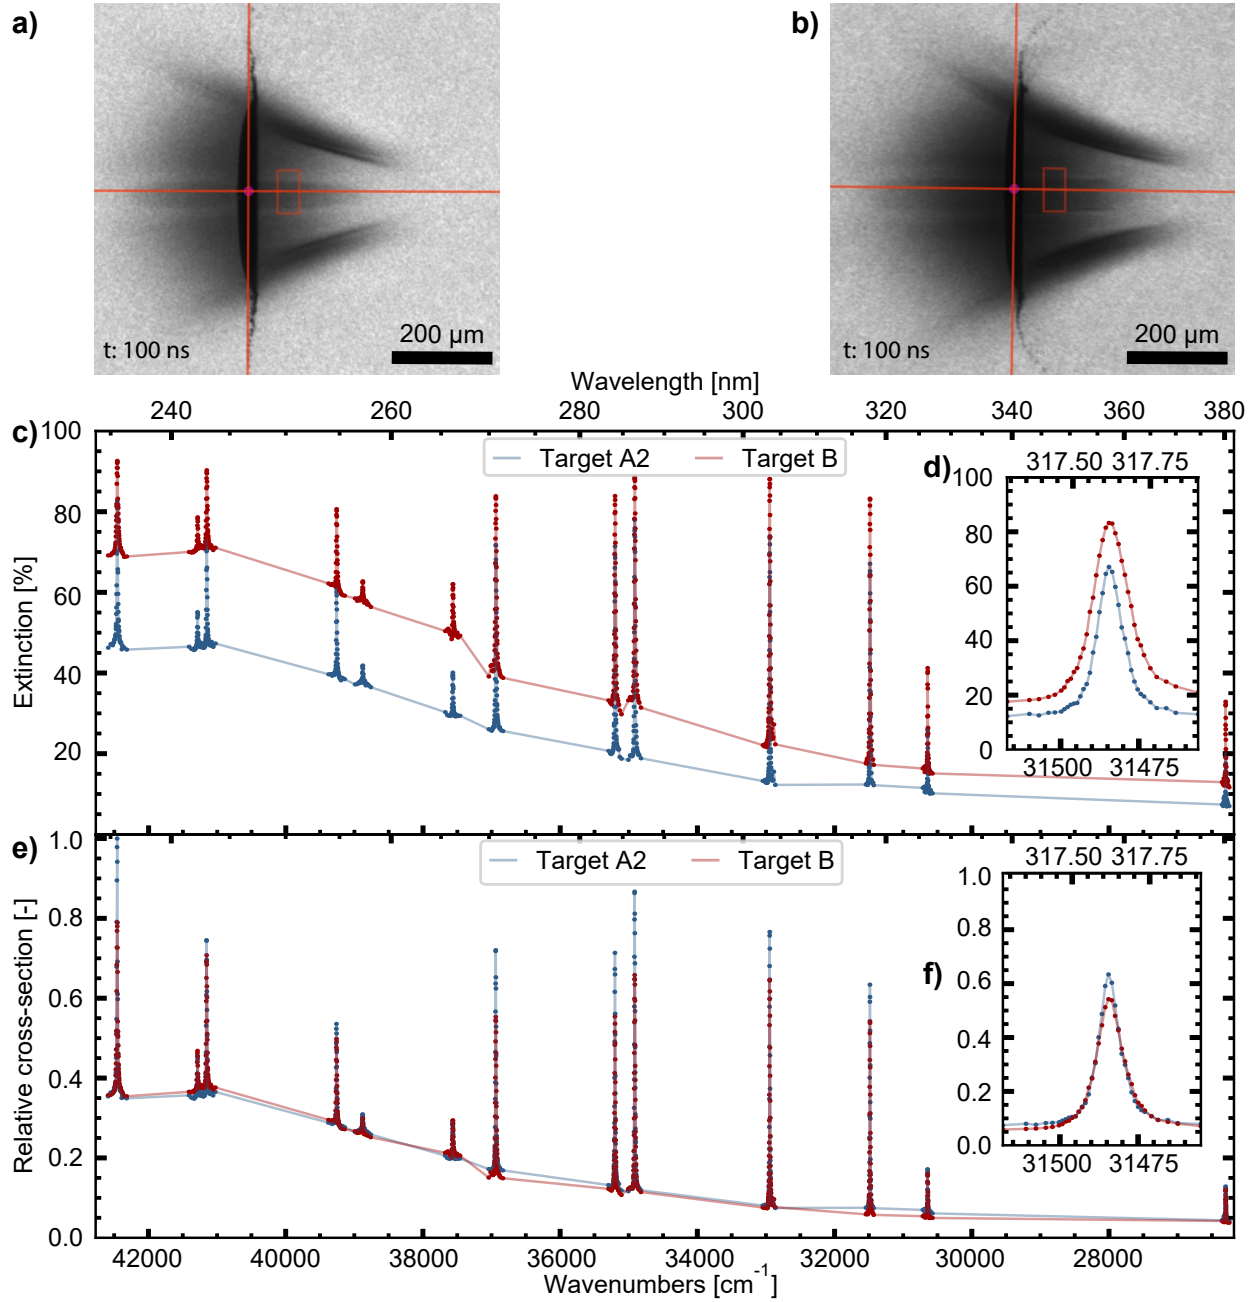 a)
b)
200 µm
t: 100 ns
200 µm
t: 100 ns
Wavelength [nm]
240 260 280 300 320 340 360 380
c)
Target A2 Target B
d)
317.50 317.75
100
80
60
40
20
0
31500 31475
Extinction [%]
100
80
60
40
20
e)
Target A2 Target B
f)
317.50 317.75
1.0
0.8
0.6
0.4
0.2
0.0
31500 31475
Relative cross-section [-]
1.0
0.8
0.6
0.4
0.2
0.0
42000 40000 38000 36000 34000 32000 30000 28000
Wavenumbers [cm⁻¹]